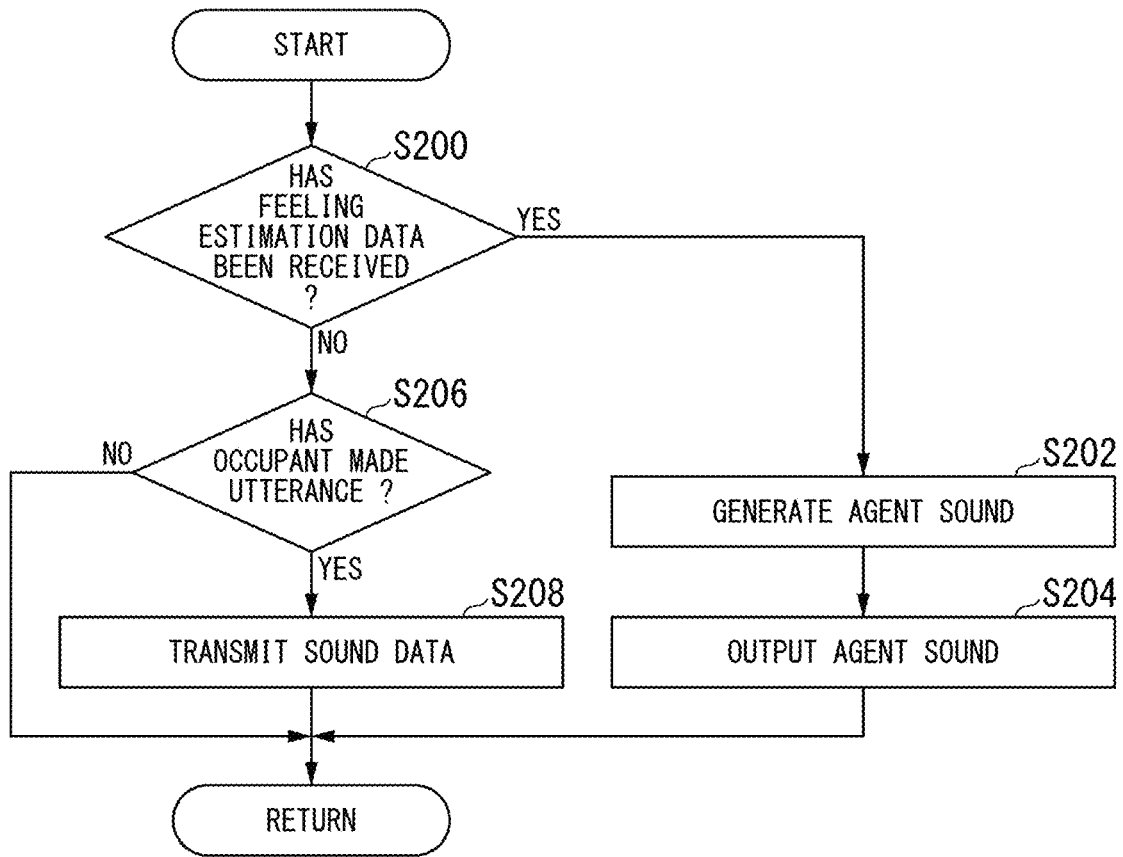 START
S200
HAS
FEELING
ESTIMATION DATA
BEEN RECEIVED
?
YES
NO
S206
HAS
OCCUPANT MADE
UTTERANCE ?
NO
YES
S202
GENERATE AGENT SOUND
S208
TRANSMIT SOUND DATA
S204
OUTPUT AGENT SOUND
RETURN